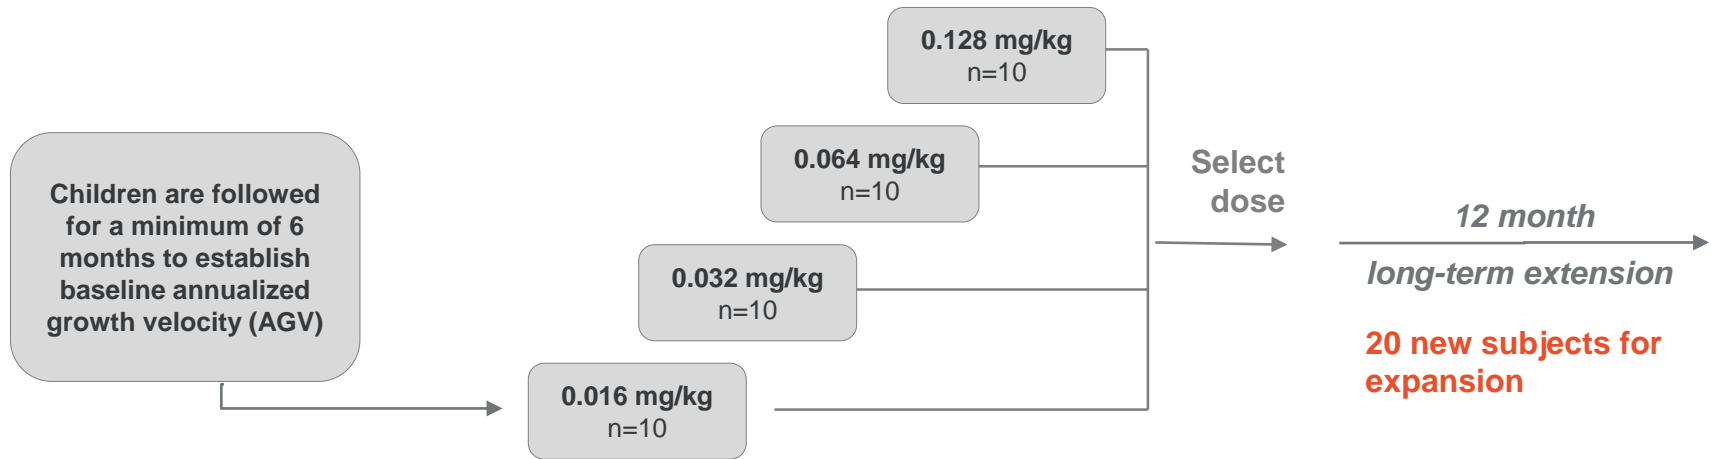 Children are followed
for a minimum of 6
months to establish
baseline annualized
growth velocity (AGV)
0.016 mg/kg
n=10
0.032 mg/kg
n=10
0.064 mg/kg
n=10
0.128 mg/kg
n=10
Select
dose
12 month
long-term extension
20 new subjects for
expansion